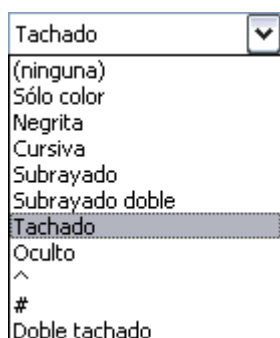 Tachado
(ninguna)
Sólo color
Negrita
Cursiva
Subrayado
Subrayado doble
Tachado
Oculto
^
#
Doble tachado